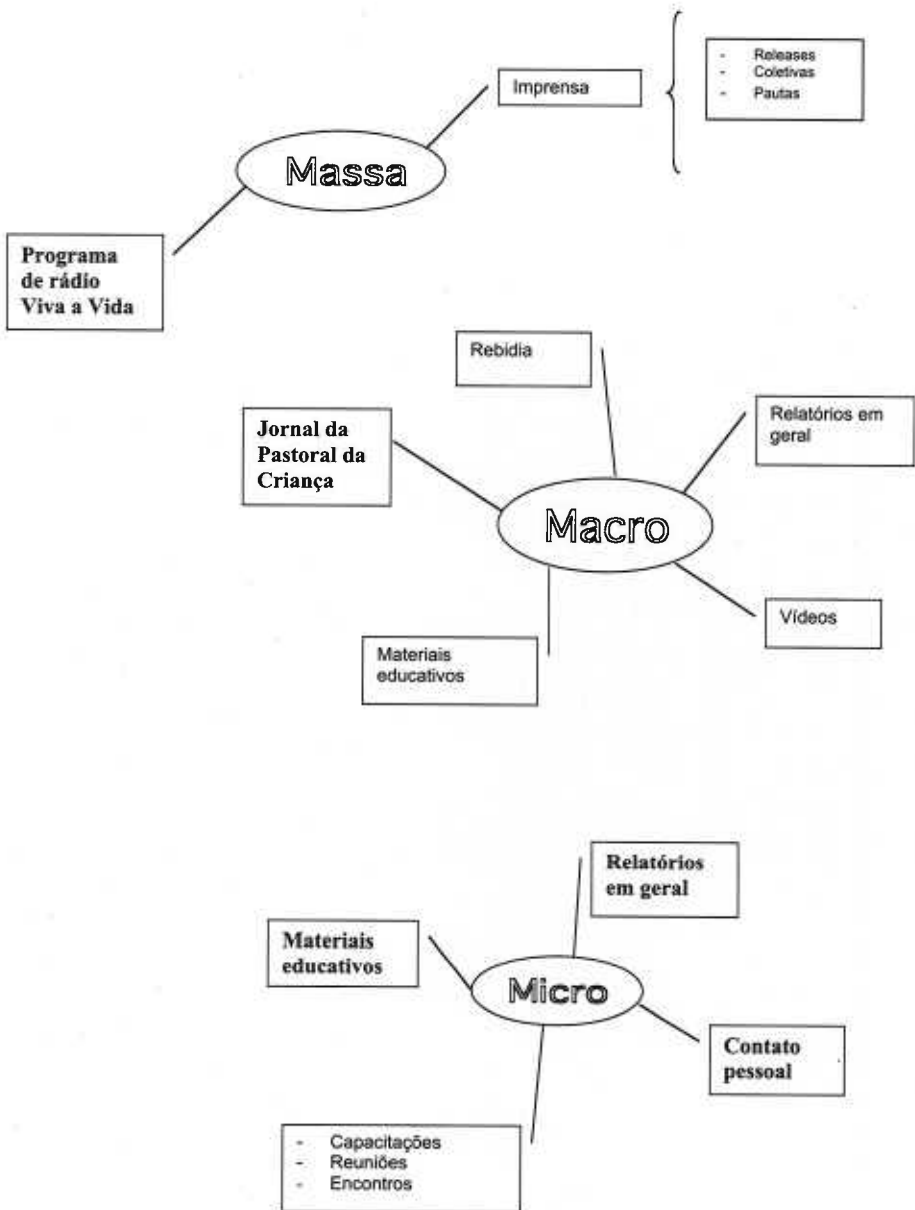 Imprensa
- Releases
- Coletivas
- Pautas
Massa
Programa
de rádio
Viva a Vida
Rebidia
Relatórios em
geral
Jornal da
Pastoral da
Criança
Macro
Vídeos
Materiais
educativos
Relatórios
em geral
Materiais
educativos
Micro
Contato
pessoal
- Capacitações
- Reuniões
- Encontros